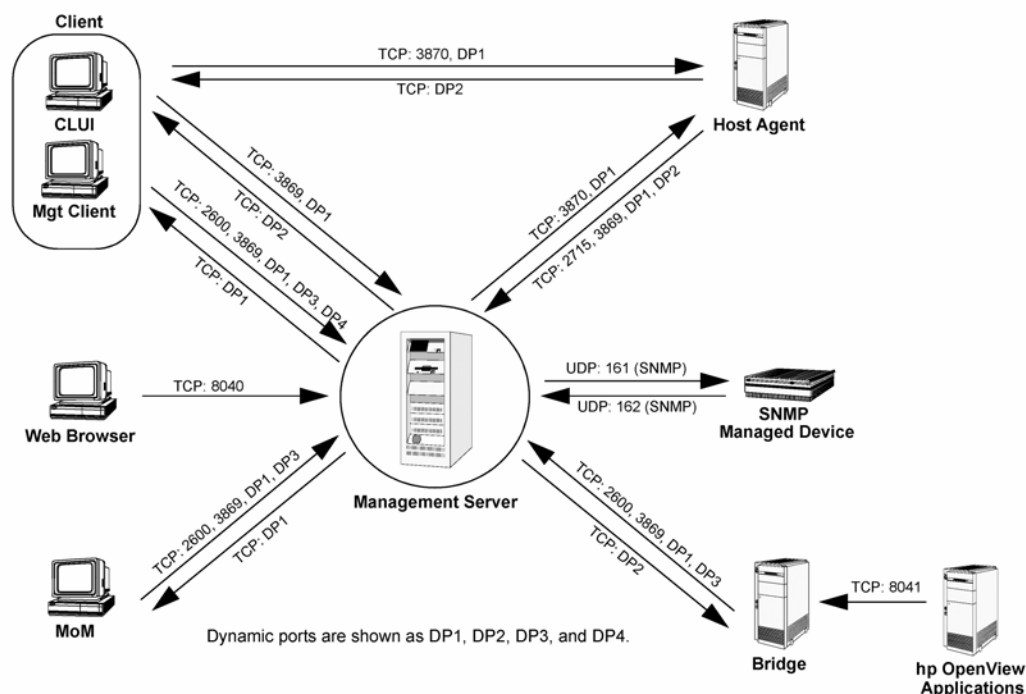 Client
CLUI
Mgt Client
TCP: 3870, DP1
TCP: DP2
Host Agent
TCP: 3869, DP1
TCP: DP2
TCP: 2600, 3869, DP1, DP3, DP4
TCP: DP1
TCP: 3870, DP1
TCP: 2715, 3869, DP1, DP2
Web Browser
TCP: 8040
Management Server
UDP: 161 (SNMP)
UDP: 162 (SNMP)
SNMP
Managed Device
TCP: 2600, 3869, DP1, DP3
TCP: DP1
MoM
TCP: 2600, 3869, DP1, DP3
TCP: DP2
Bridge
TCP: 8041
hp OpenView
Applications
Dynamic ports are shown as DP1, DP2, DP3, and DP4.